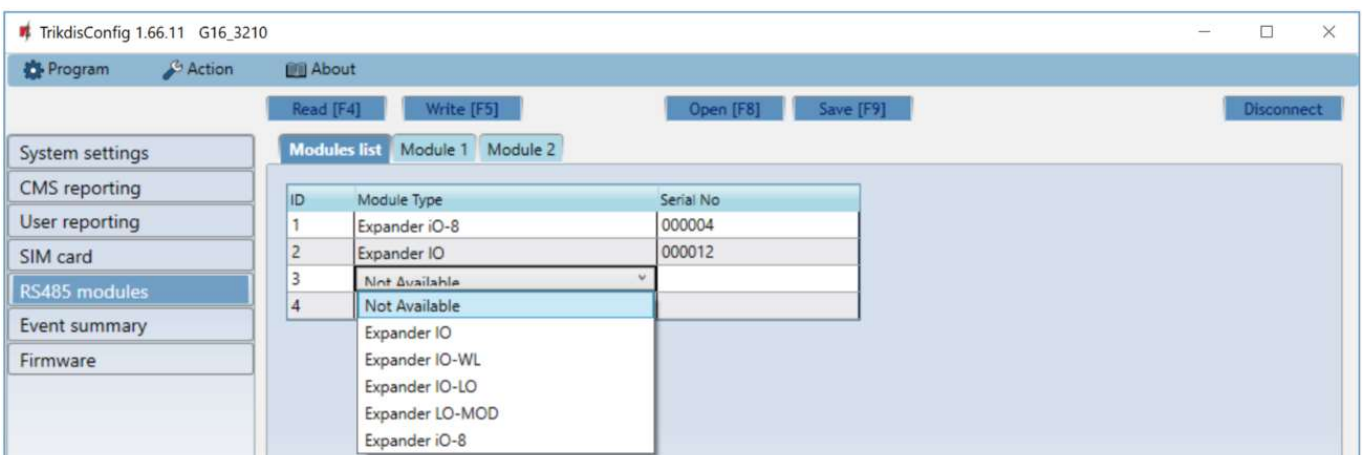 TrikdisConfig 1.66.11 G16_3210
Program Action About
Read [F4] Write [F5] Open [F8] Save [F9] Disconnect
System settings
CMS reporting
User reporting
SIM card
RS485 modules
Event summary
Firmware
Modules list Module 1 Module 2
ID Module Type Serial No
1 Expander iO-8 000004
2 Expander IO 000012
3 Not Available
4
Not Available
Expander IO
Expander IO-WL
Expander IO-LO
Expander LO-MOD
Expander iO-8